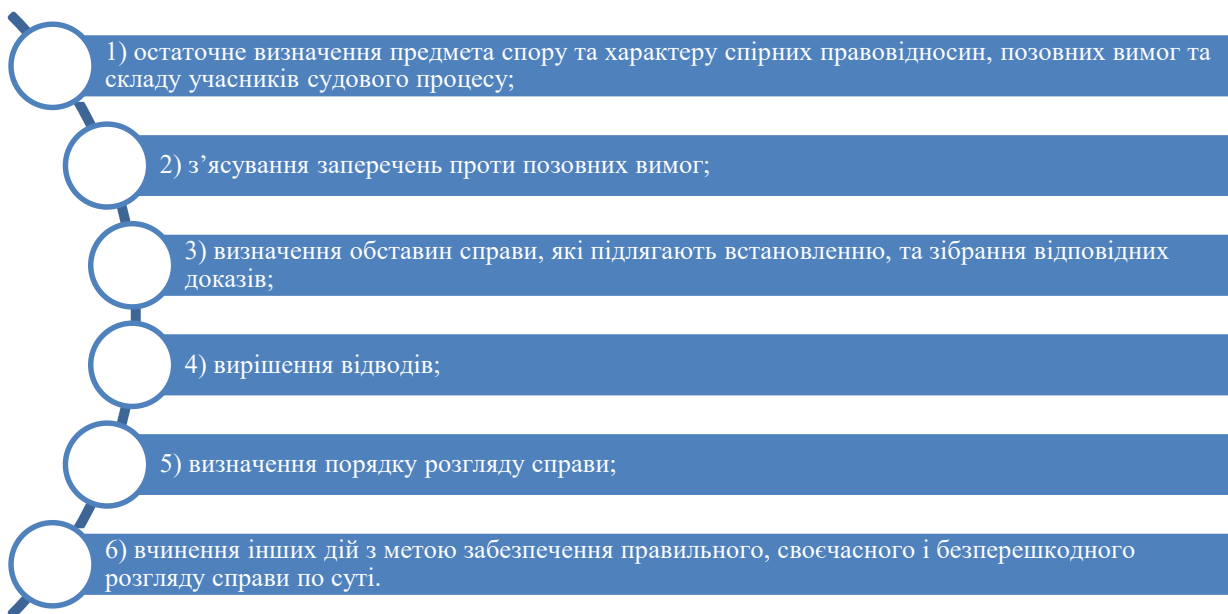 1) остаточне визначення предмета спору та характеру спірних правовідносин, позовних вимог та
складу учасників судового процесу;
2) з’ясування заперечень проти позовних вимог;
3) визначення обставин справи, які підлягають встановленню, та зібрання відповідних
доказів;
4) вирішення відводів;
5) визначення порядку розгляду справи;
6) вчинення інших дій з метою забезпечення правильного, своєчасного і безперешкодного
розгляду справи по суті.